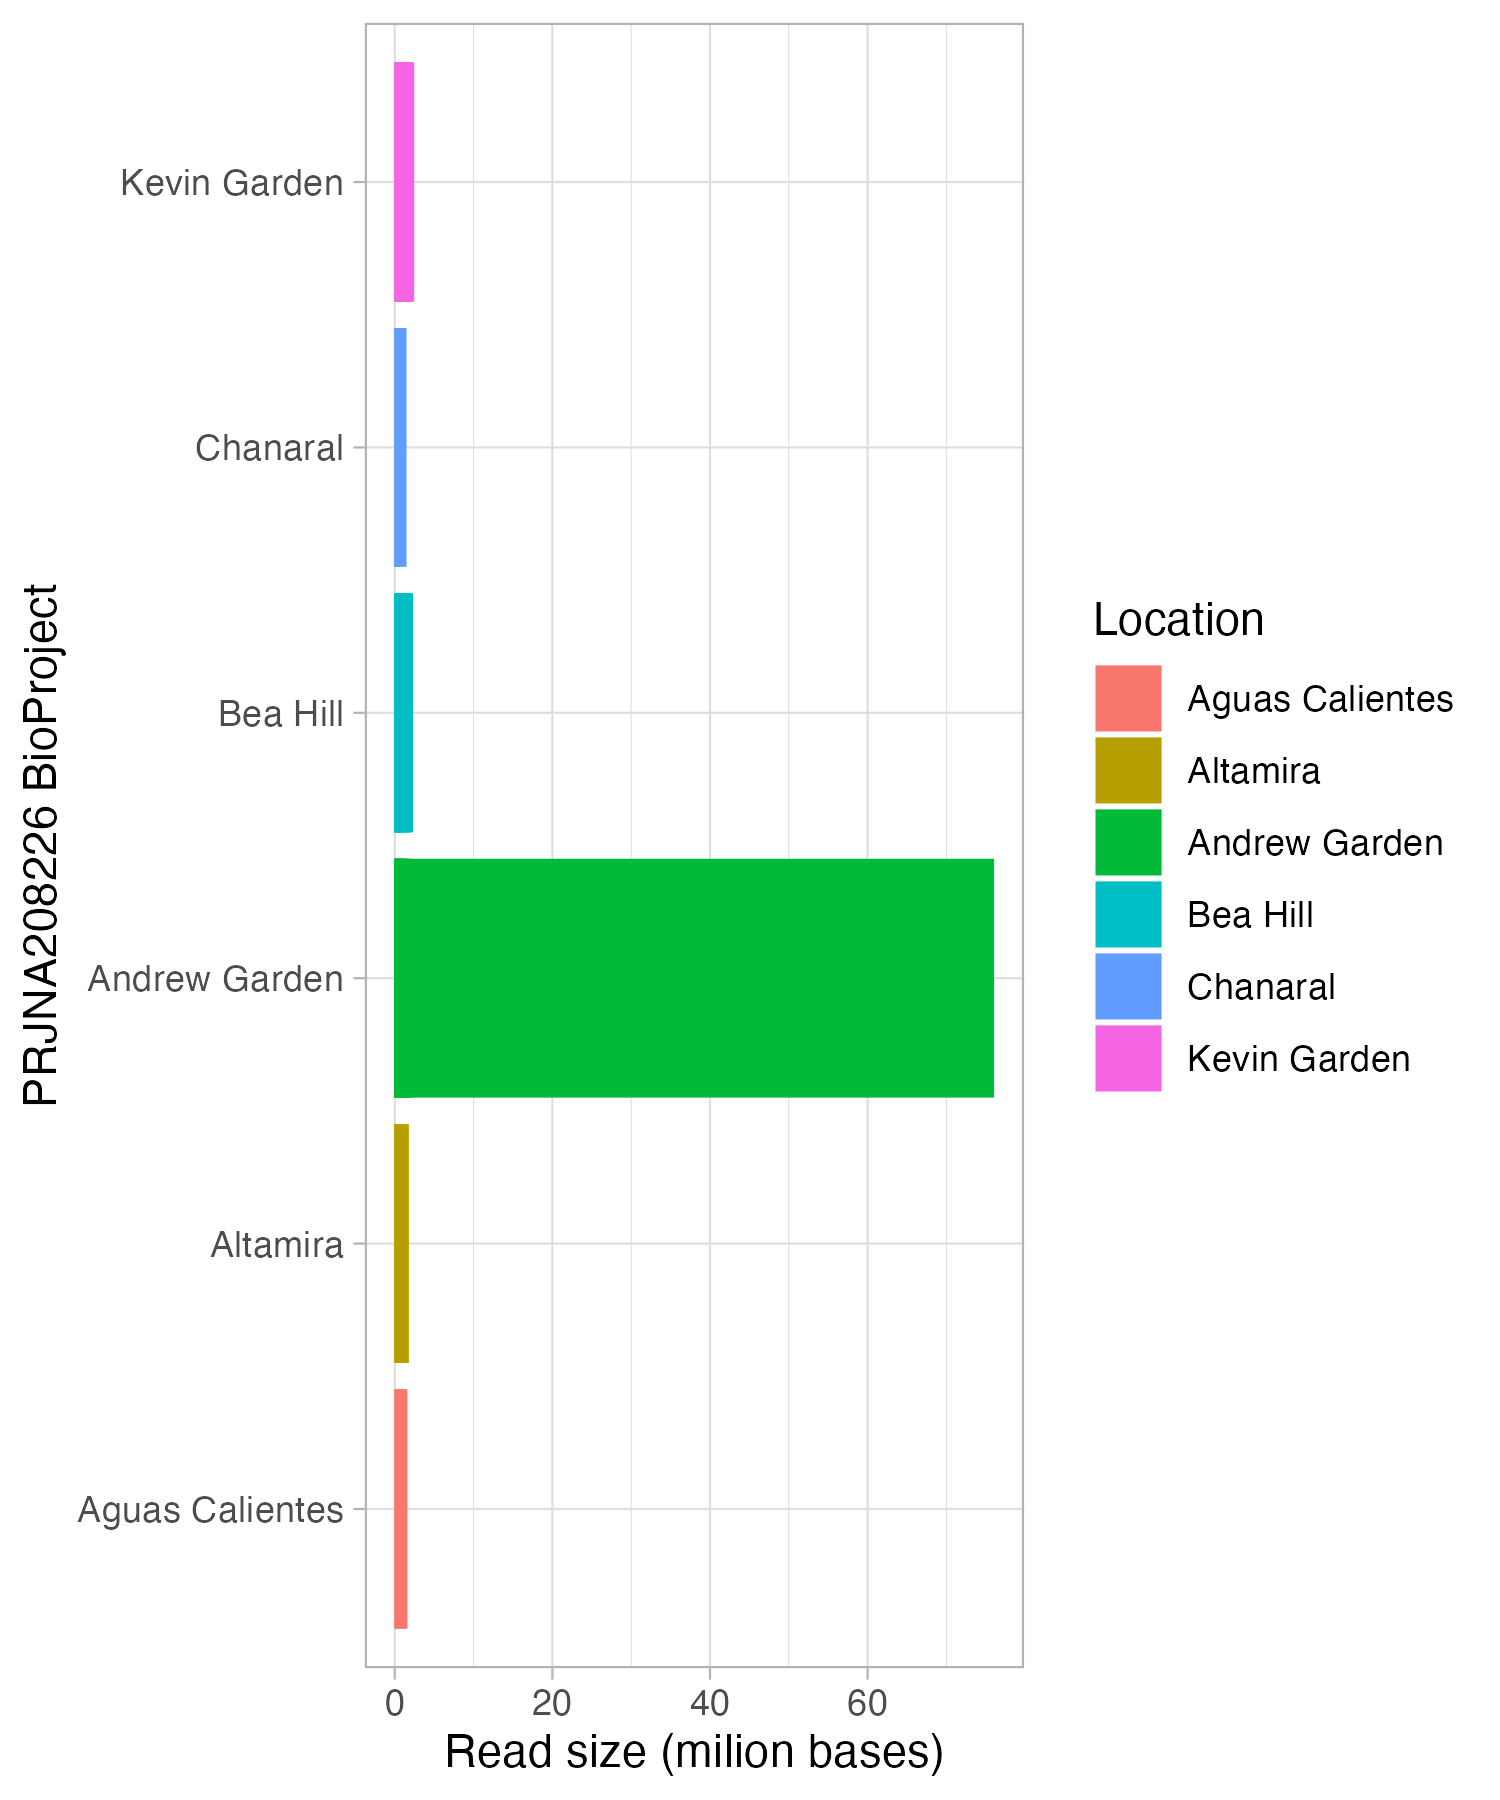 PRJNA208226 BioProject
Kevin Garden
Chanaral
Bea Hill
Andrew Garden
Altamira
Aguas Calientes
0 20 40 60
Read size (milion bases)
Location
Aguas Calientes
Altamira
Andrew Garden
Bea Hill
Chanaral
Kevin Garden